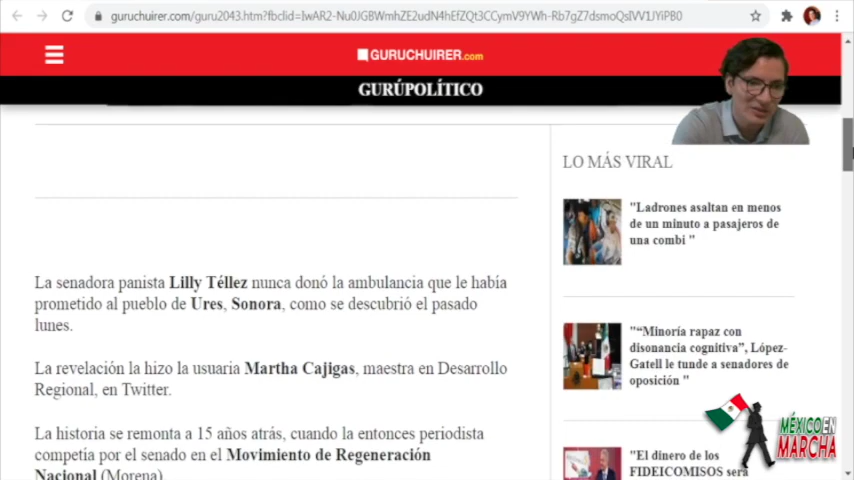 guruchuirer.com/guru2043.htm?fbclid=IwAR2-Nu0JGBWmhZE2udN4hEfZQt3CCymV9YWh-Rb7gZ7dsmoQsIVV1JYiPB0
GURUCHUIRER.com
GURÚPOLÍTICO
La senadora panista Lilly Téllez nunca donó la ambulancia que le había
prometido al pueblo de Ures, Sonora, como se descubrió el pasado
lunes.
La revelación la hizo la usuaria Martha Cajigas, maestra en Desarrollo
Regional, en Twitter.
La historia se remonta a 15 años atrás, cuando la entonces periodista
competía por el senado en el Movimiento de Regeneración
Nacional (Morena)
LO MÁS VIRAL
"Ladrones asaltan en menos
de un minuto a pasajeros de
una combi "
"“Minoría rapaz con
disonancia cognitiva”, López-
Gatell le tunde a senadores de
oposición "
"El dinero de los
FIDEICOMISOS será
MÉXICO EN
MARCHA